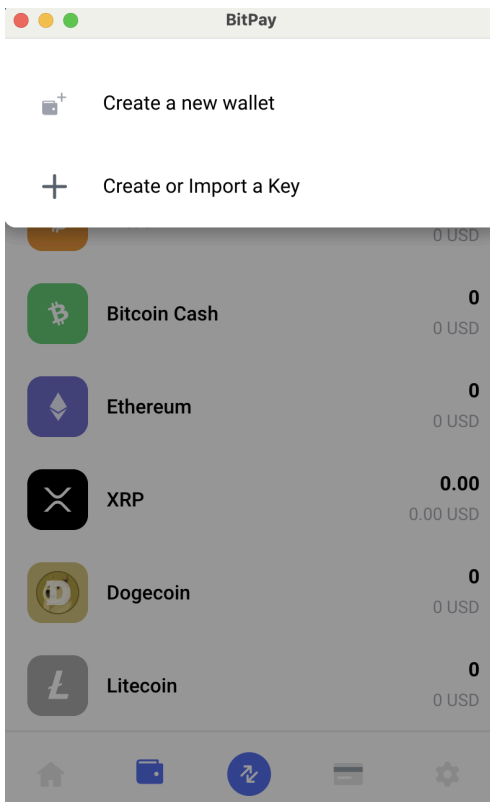 BitPay
Create a new wallet
Create or Import a Key
0 USD
Bitcoin Cash
0
0 USD
Ethereum
0
0 USD
XRP
0.00
0.00 USD
Dogecoin
0
0 USD
Litecoin
0
0 USD